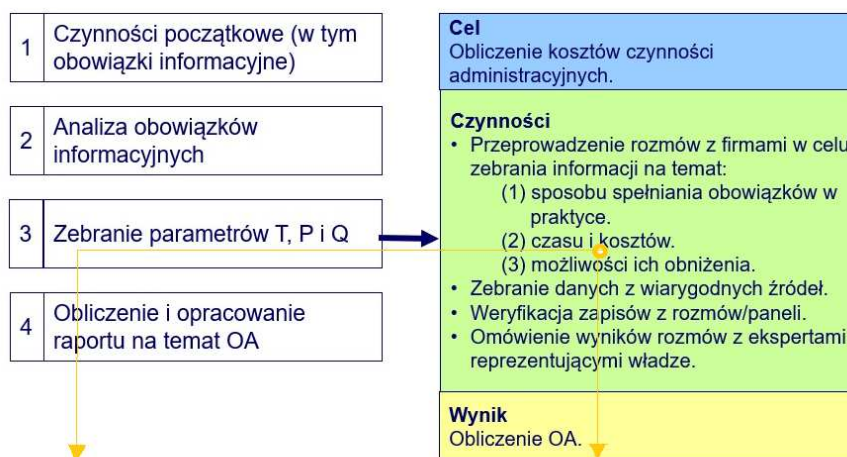 1
Czynności początkowe (w tym
obowiązki informacyjne)
2
Analiza obowiązków
informacyjnych
3
Zebranie parametrów T, P i Q
4
Obliczenie i opracowanie
raportu na temat OA
Cel
Obliczenie kosztów czynności
administracyjnych.
Czynności
• Przeprowadzenie rozmów z firmami w celu
zebrania informacji na temat:
(1) sposobu spełniania obowiązków w
praktyce.
(2) czasu i kosztów.
(3) możliwości ich obniżenia.
• Zebranie danych z wiarygodnych źródeł.
• Weryfikacja zapisów z rozmów/paneli.
• Omówienie wyników rozmów z ekspertami
reprezentującymi władze.
Wynik
Obliczenie OA.